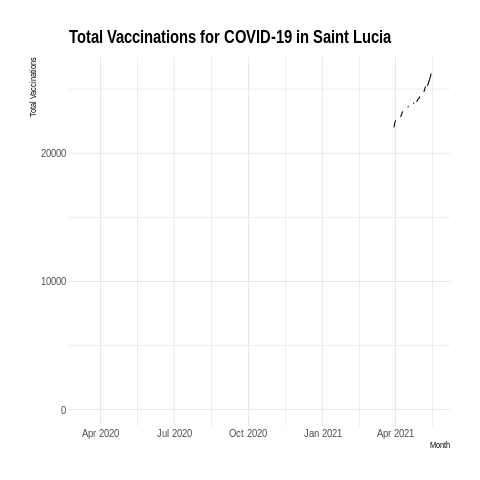 Total Vaccinations for COVID-19 in Saint Lucia
Total Vaccinations
20000
10000
0
Apr 2020 Jul 2020 Oct 2020 Jan 2021 Apr 2021
Month